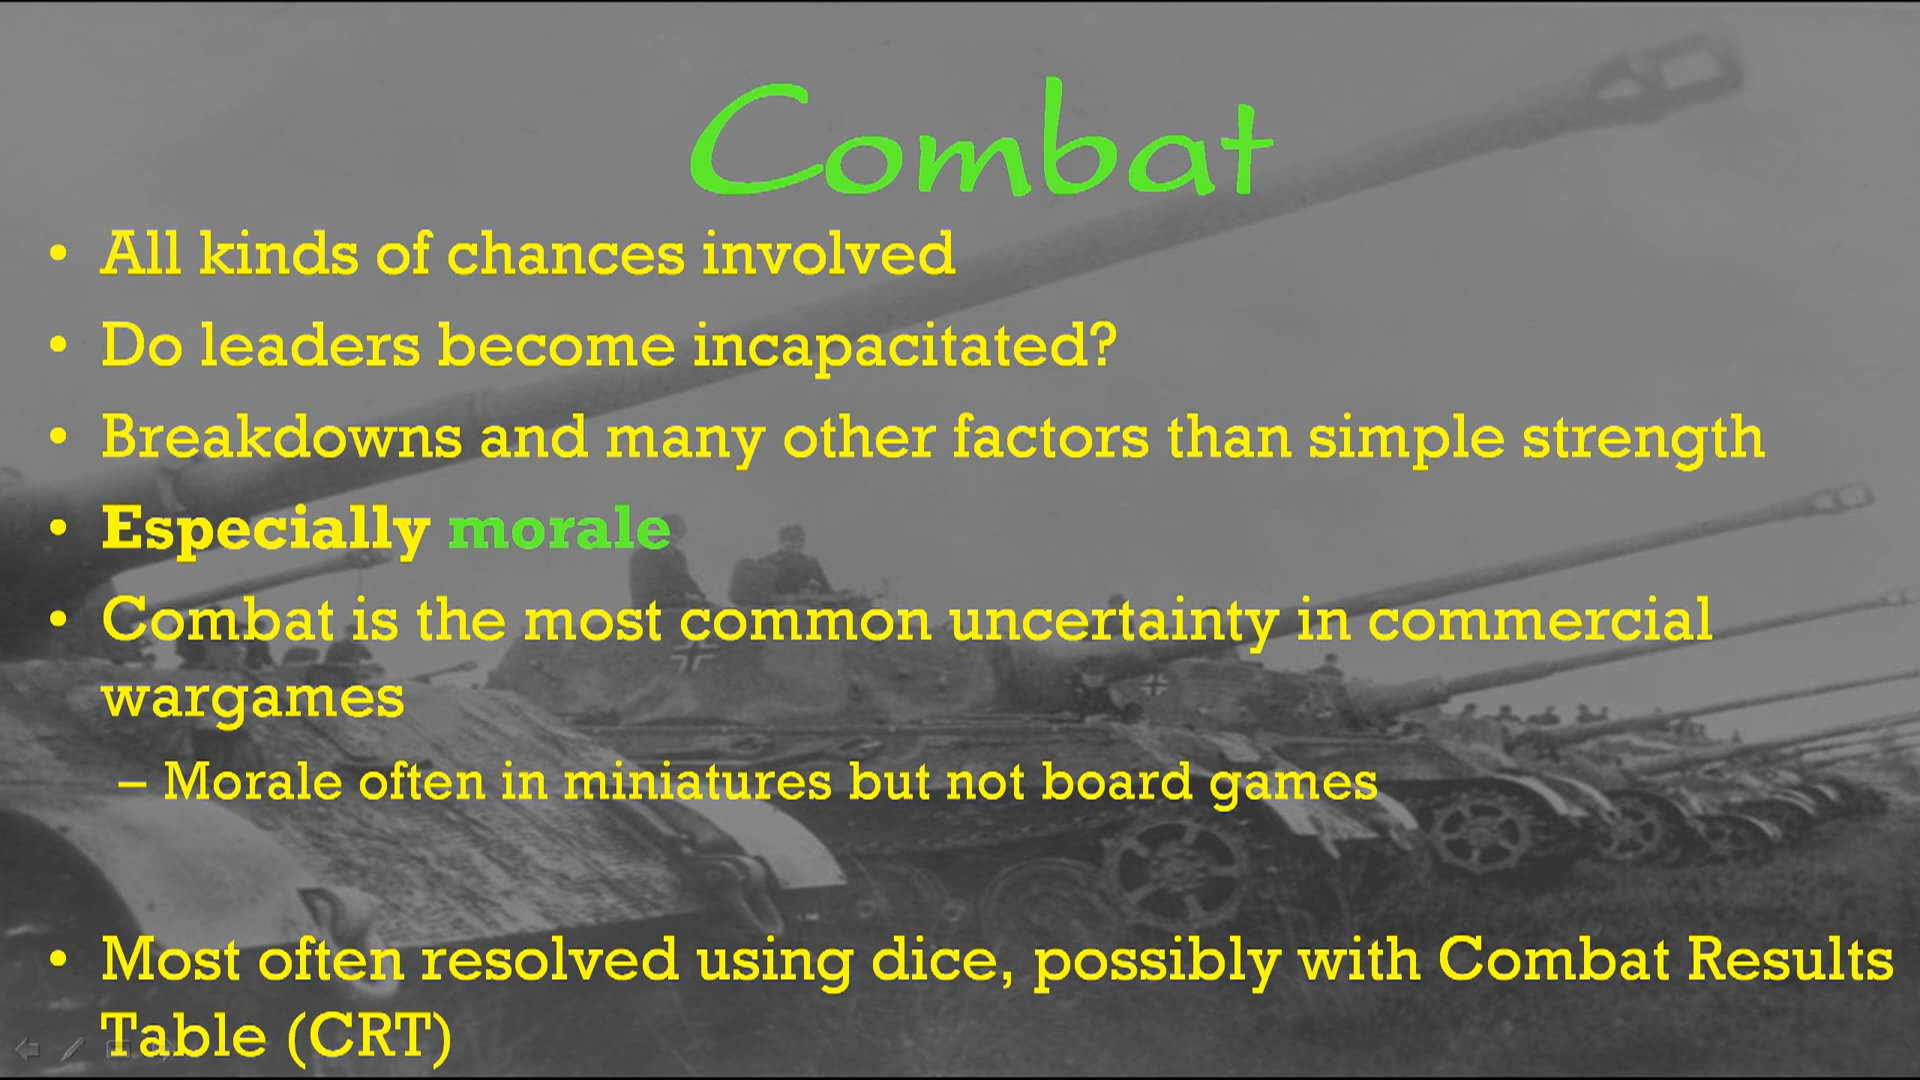 Combat
• All kinds of chances involved
• Do leaders become incapacitated?
• Breakdowns and many other factors than simple strength
• Especially morale
• Combat is the most common uncertainty in commercial
wargames
– Morale often in miniatures but not board games
• Most often resolved using dice, possibly with Combat Results
Table (CRT)